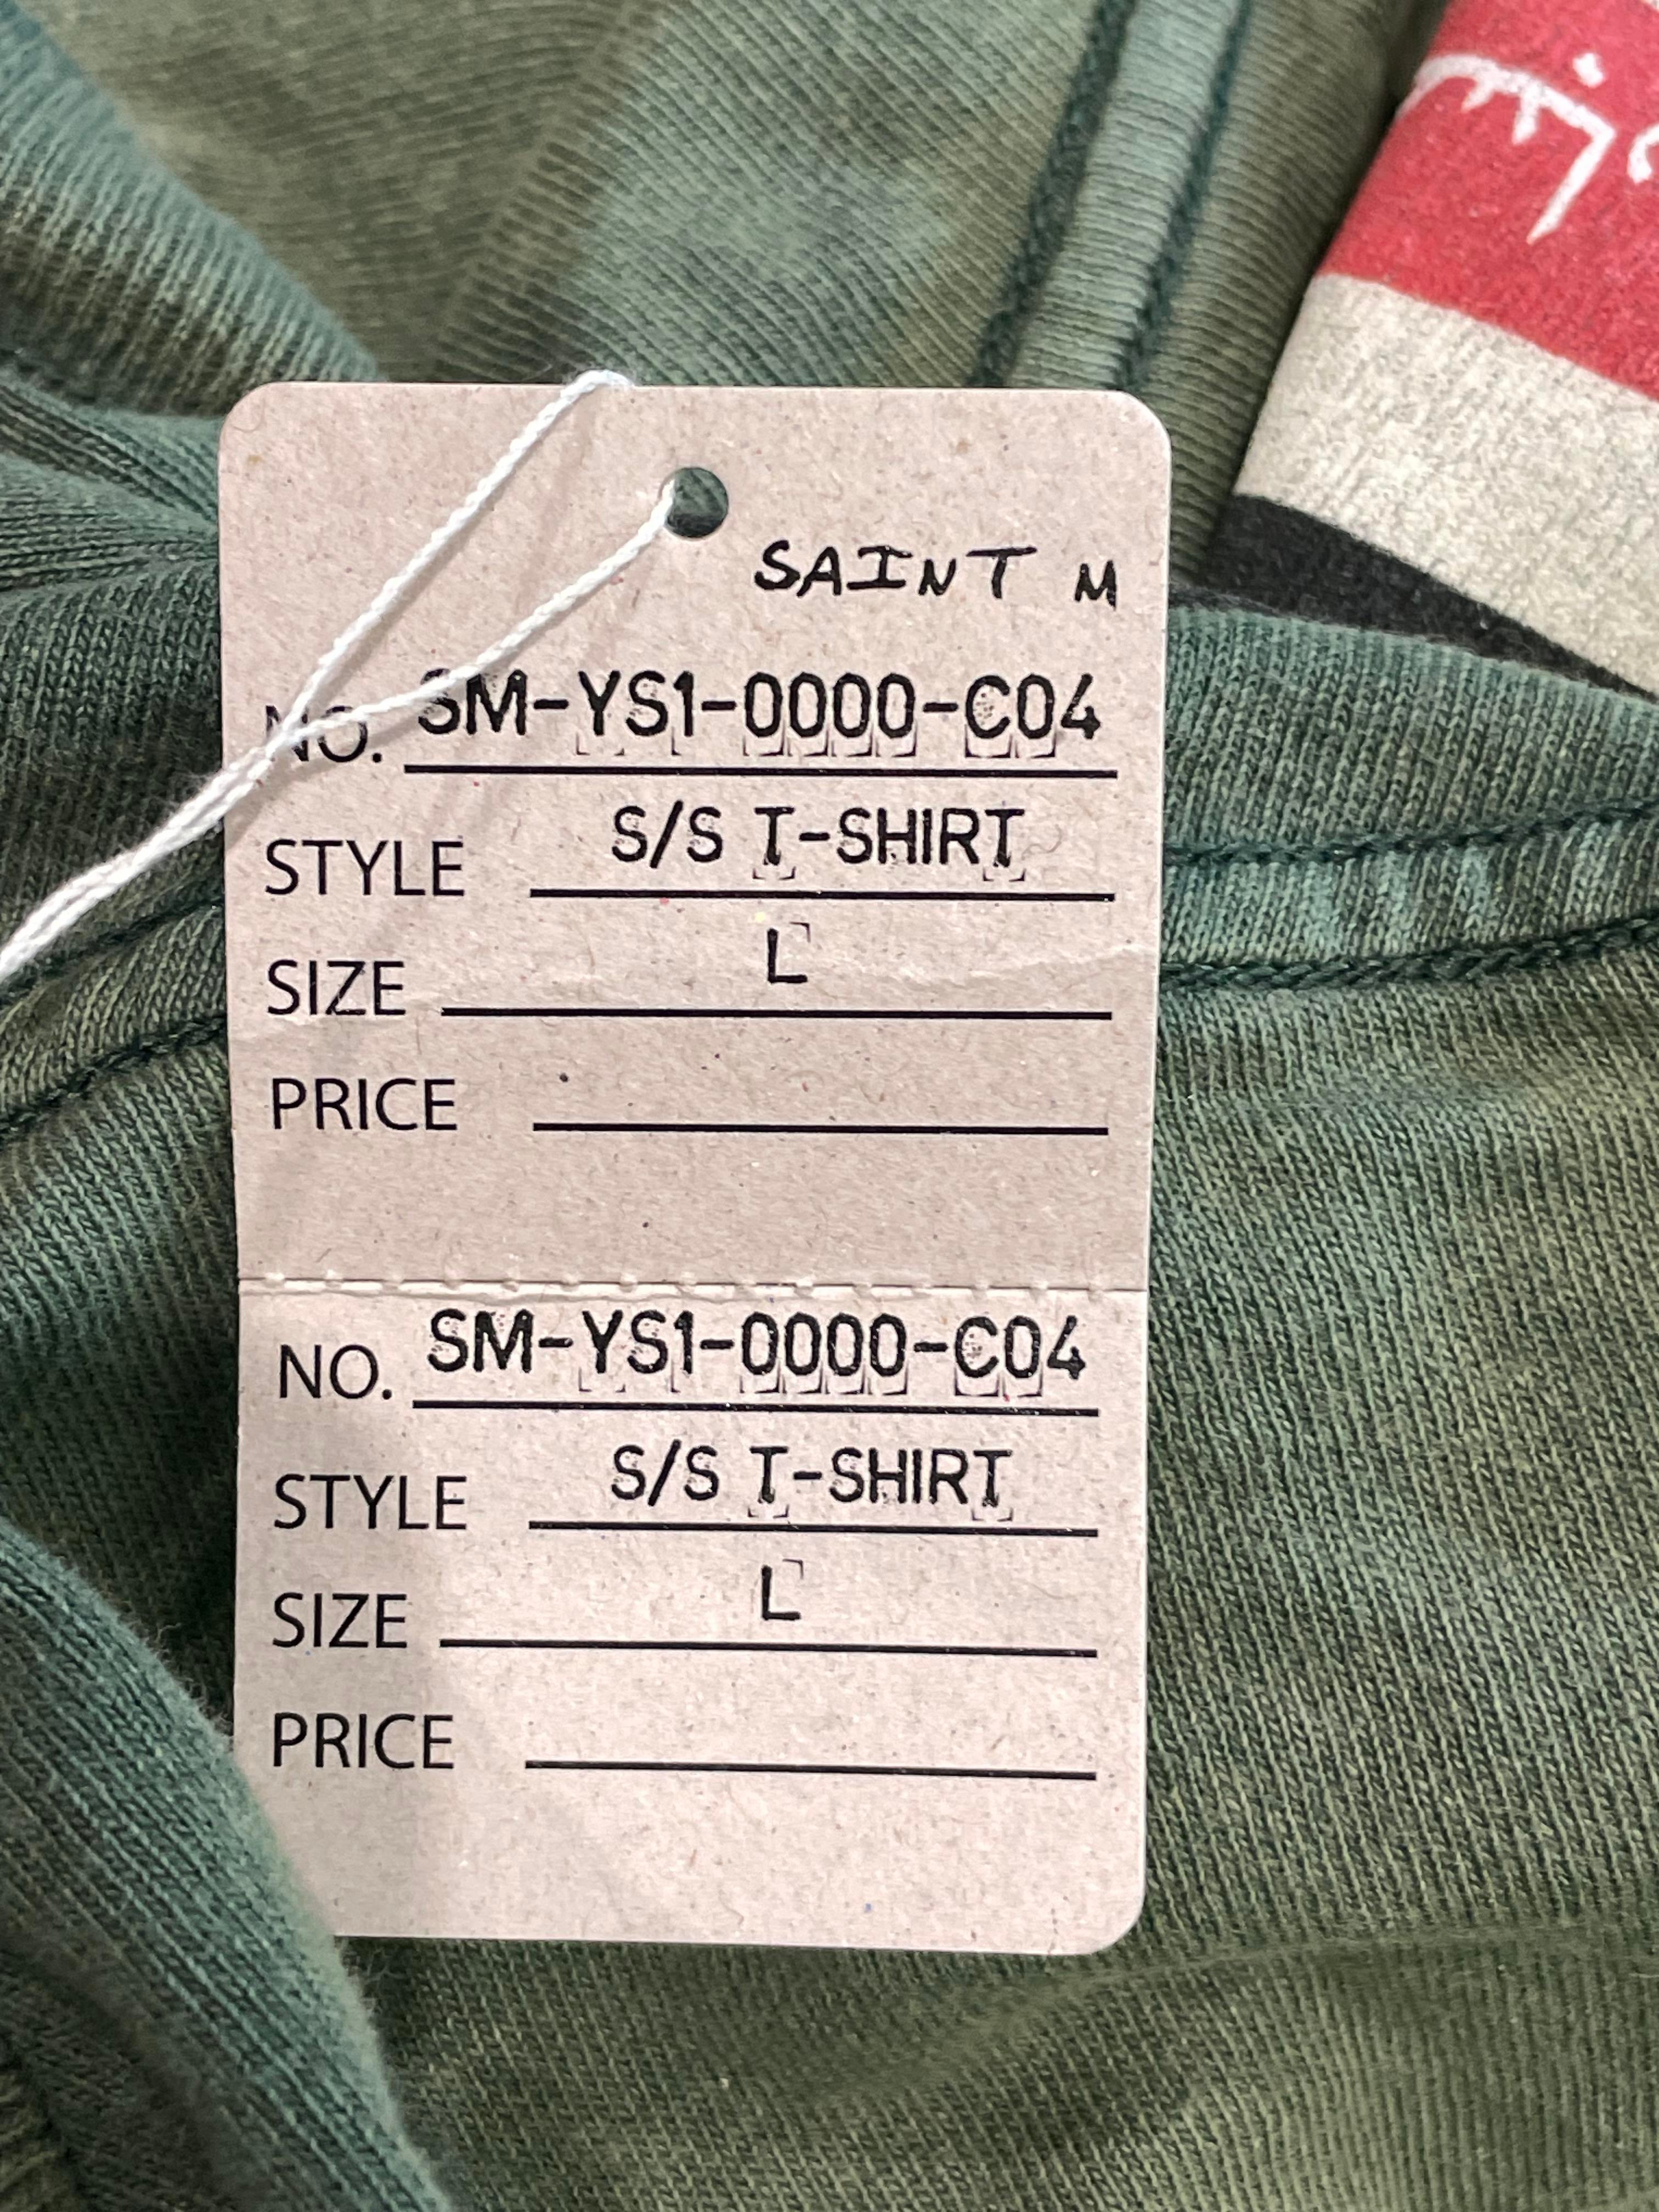 SAINT M
NO. SM-YS1-0000-C04
STYLE S/S T-SHIRT
SIZE L
PRICE
NO. SM-YS1-0000-C04
STYLE S/S T-SHIRT
SIZE L
PRICE